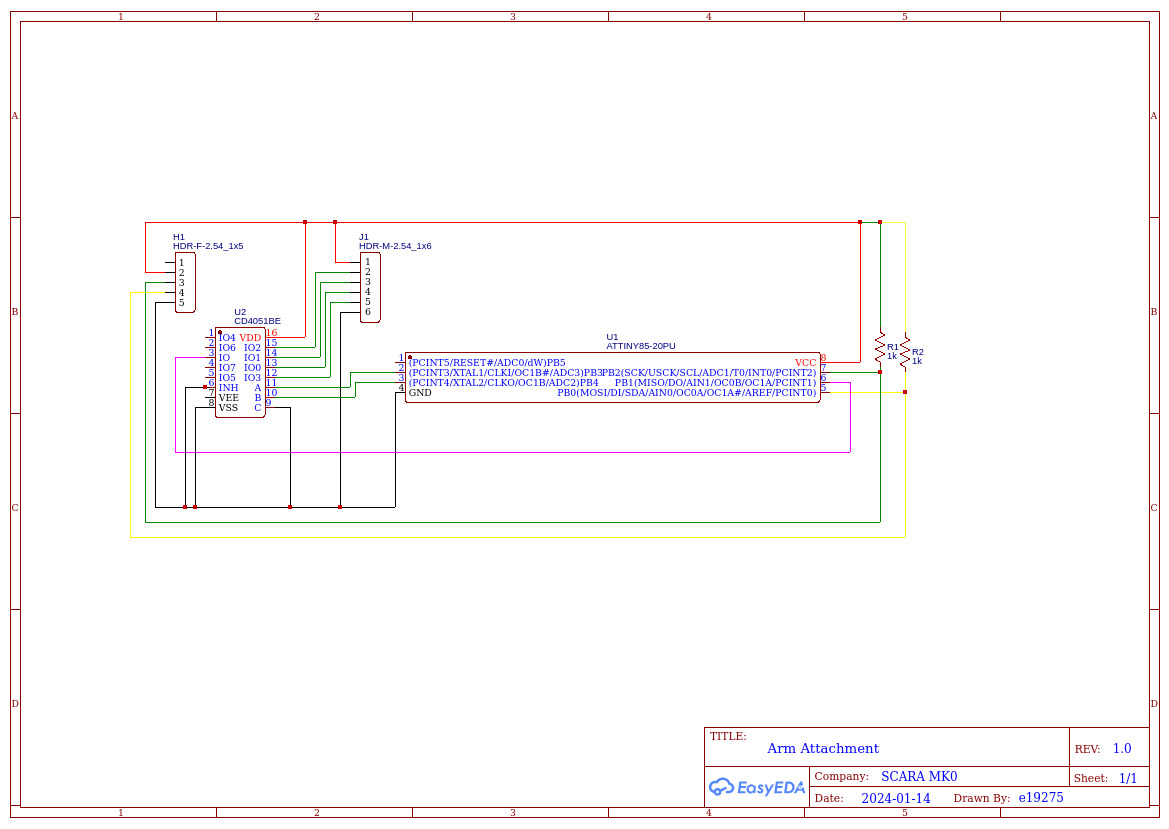 1 2 3 4 5
A A
H1
HDR-F-2.54_1x5
1
2
3
4
5
J1
HDR-M-2.54_1x6
1
2
3
4
5
6
B B
U2
CD4051BE
1 IO4 VDD 16
2 IO6 IO2 15
3 IO IO1 14
4 IO7 IO0 13
5 IO5 IO3 12
6 INH A 11
7 VEE B 10
8 VSS C 9
U1
ATTINY85-20PU
1 (PCINT5/RESET#/ADC0/dW)PB5 VCC 8
2 (PCINT3/XTAL1/CLKI/OC1B#/ADC3)PB3 PB2(SCK/USCK/SCL/ADC1/T0/INT0/PCINT2) 7
3 (PCINT4/XTAL2/CLKO/OC1B/ADC2)PB4 PB1(MISO/DO/AIN1/OC0B/OC1A/PCINT1) 6
4 GND PB0(MOSI/DI/SDA/AIN0/OC0A/OC1A#/AREF/PCINT0) 5
R1
1k
R2
1k
C C
D D
TITLE:
Arm Attachment
REV: 1.0
EasyEDA
Company: SCARA MK0
Sheet: 1/1
Date: 2024-01-14 Drawn By: e19275
1 2 3 4 5